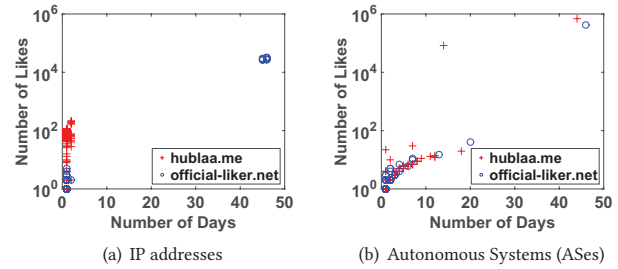 10^6
10^4
10^2
10^0
Number of Likes
0 10 20 30 40 50
Number of Days
hublaa.me
official-liker.net
(a) IP addresses
10^6
10^4
10^2
10^0
Number of Likes
0 10 20 30 40 50
Number of Days
hublaa.me
official-liker.net
(b) Autonomous Systems (ASes)